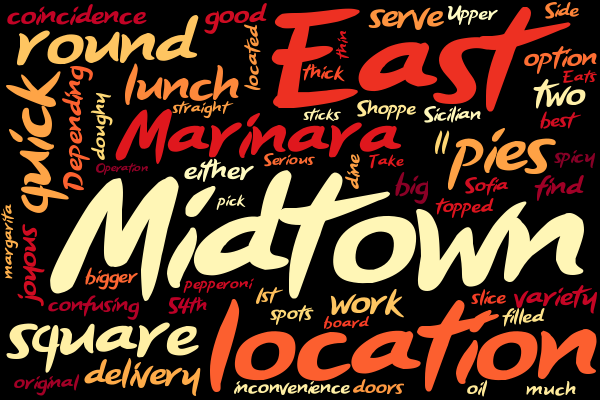 coincidence
good
East
serve
Upper
Side
round
located
thin
option
lunch
thick
Eats
quick
Depending
doughy
straight
sticks
Shoppe
Sicilian
two
best
Marinara
"pies
Operation
either
Serious
dine
Take
spicy
pick
big
Sofia
find
margarita
joyous
Midtown
topped
bigger
pepperoni
confusing
54th
1st
spots
work
board
slice
variety
filled
square
location
original
delivery
inconvenience
doors
oil
much